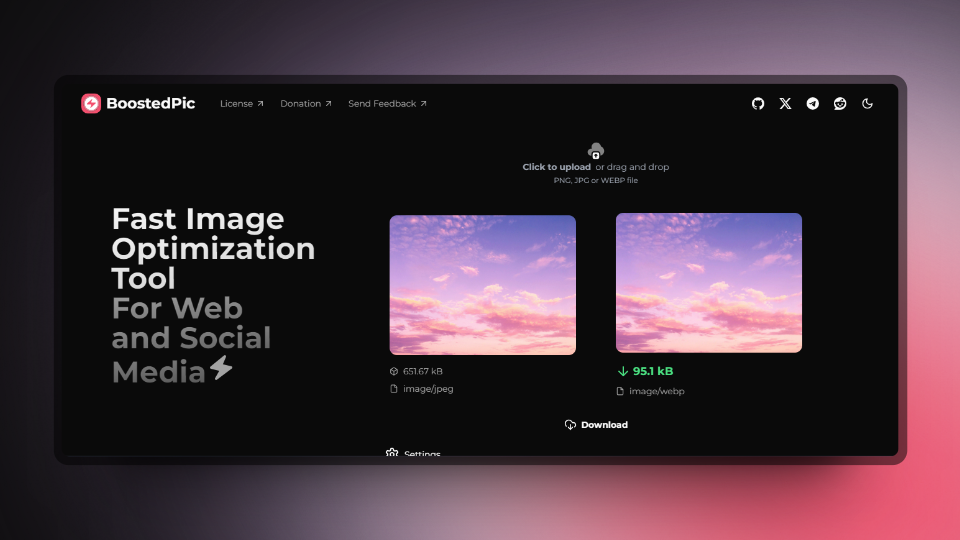 BoostedPic License Donation Send Feedback
Click to upload or drag and drop
PNG, JPG or WEBP file
Fast Image
Optimization
Tool
For Web
and Social
Media
651.67 kB
image/jpeg
95.1 kB
image/webp
Download
Settings